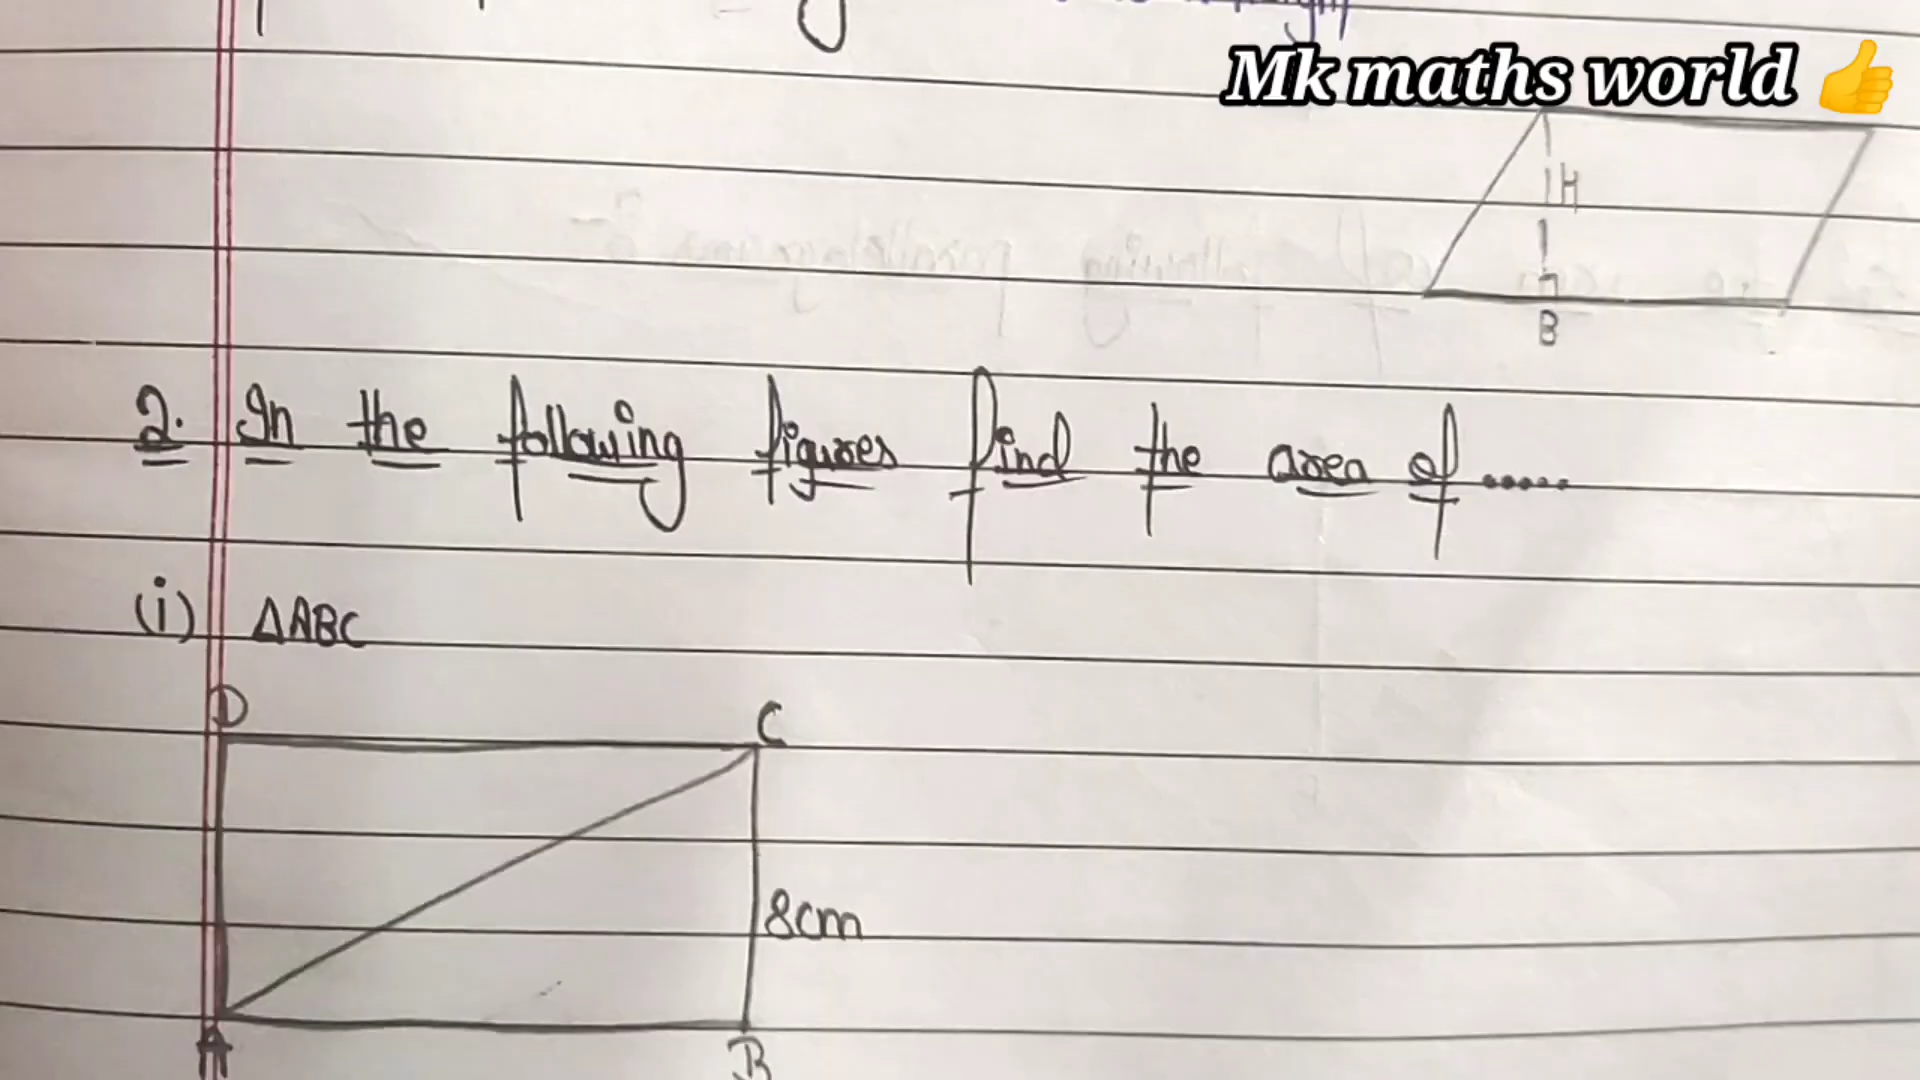 Mk maths world 👍
H
B
2. In the following figures find the area of .....
(i) ΔABC
D C
8cm
A B